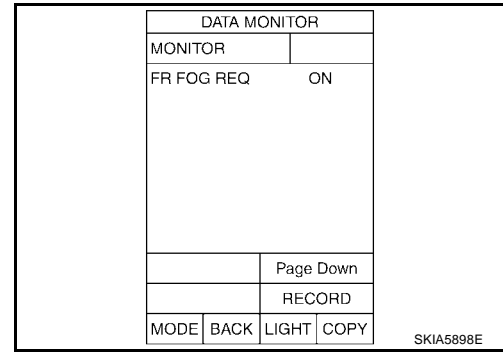 DATA MONITOR
MONITOR
FR FOG REQ ON
Page Down
RECORD
MODE BACK LIGHT COPY
SKIA5898E